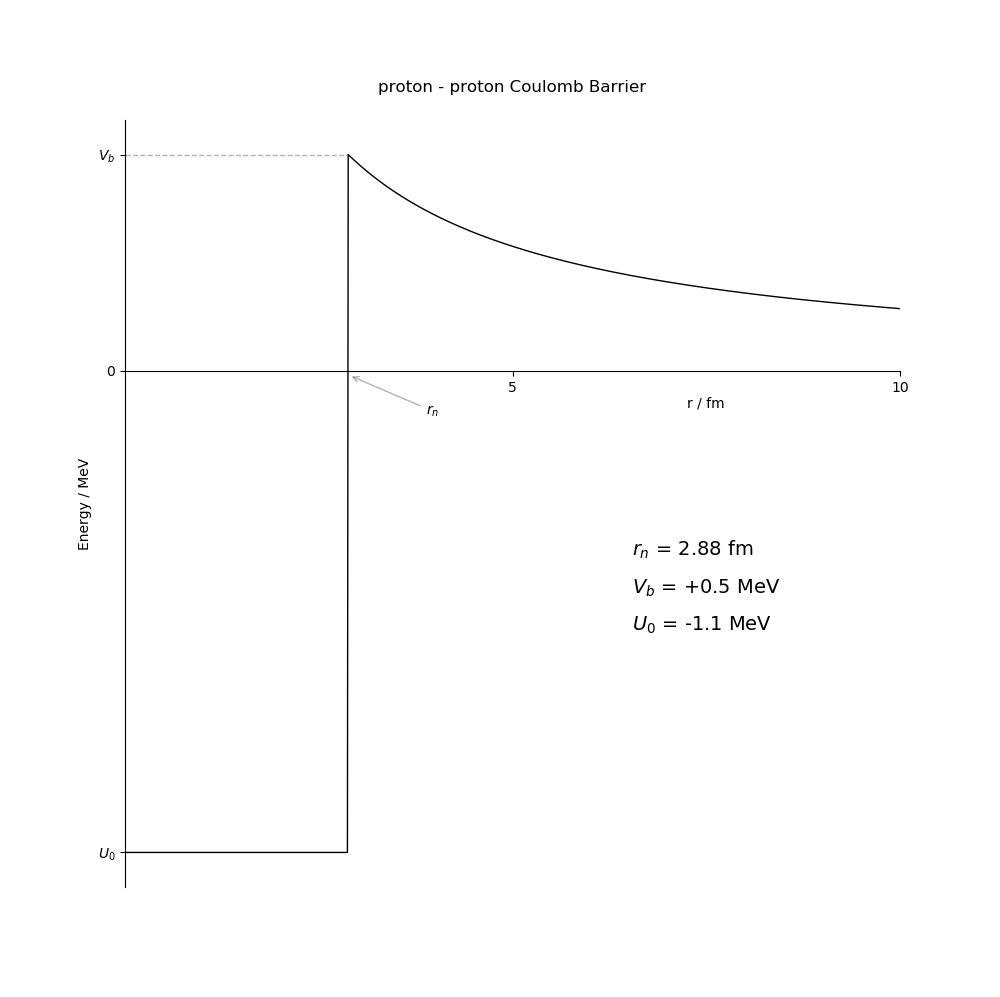 proton - proton Coulomb Barrier
V_b
0
5
10
r / fm
r_n
Energy / MeV
r_n = 2.88 fm
V_b = +0.5 MeV
U_0 = -1.1 MeV
U_0